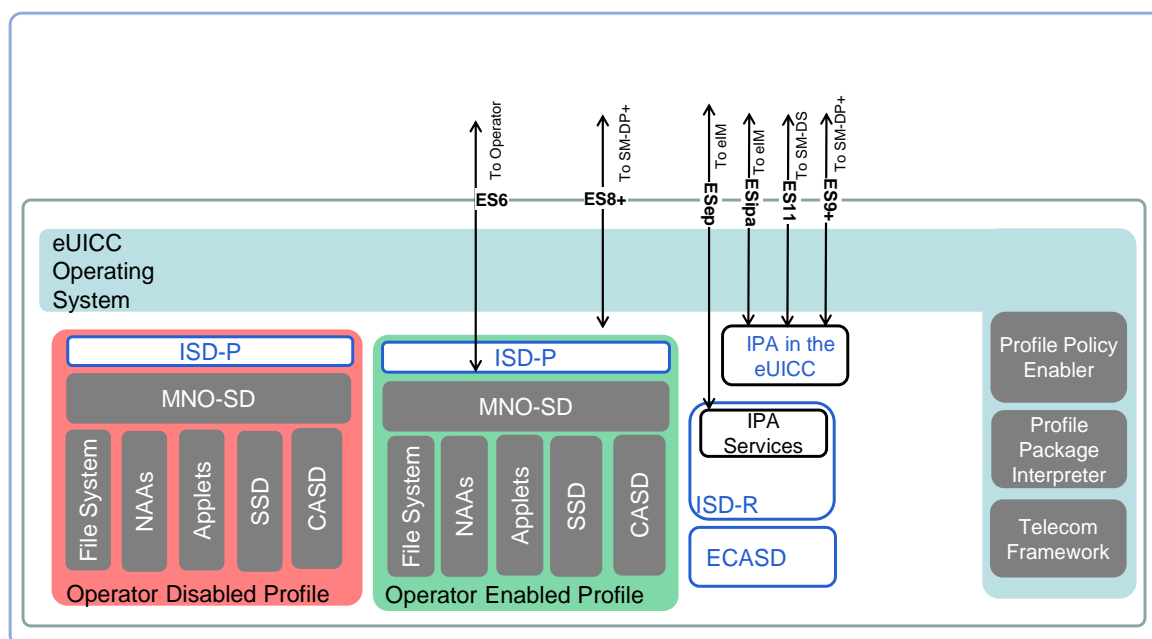 To Operator
To SM-DP+
To eIM
To eIM
To SM-DS
To SM-DP+
ES6
ES8+
ESep
ESipa
ES11
ES9+
eUICC
Operating
System
ISD-P
MNO-SD
File System
NAAs
Applets
SSD
CASD
Operator Disabled Profile
ISD-P
MNO-SD
File System
NAAs
Applets
SSD
CASD
Operator Enabled Profile
IPA in the
eUICC
IPA
Services
ISD-R
ECASD
Profile Policy
Enabler
Profile
Package
Interpreter
Telecom
Framework